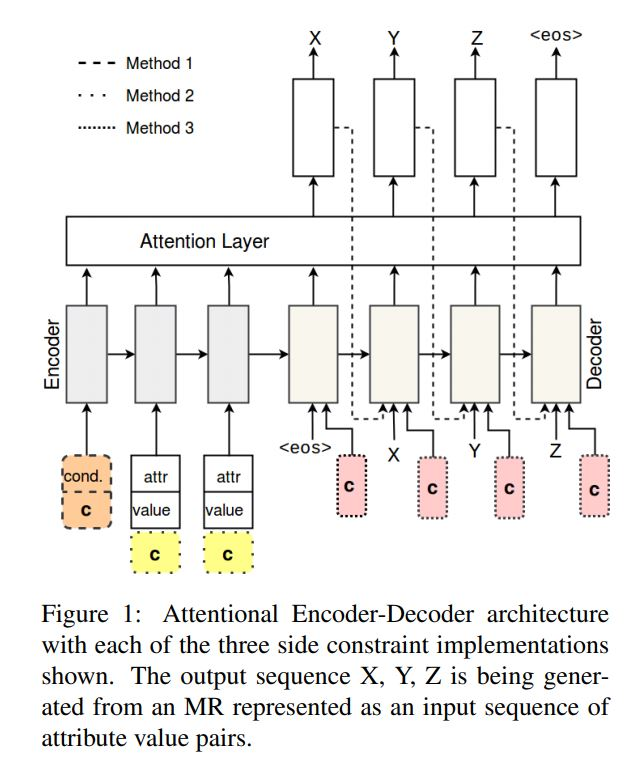 X Y Z <eos>
Method 1
Method 2
Method 3
Attention Layer
Encoder
Decoder
<eos> X Y Z
cond. attr attr
c value value
c c c c
c c
Figure 1: Attentional Encoder-Decoder architecture
with each of the three side constraint implementations
shown. The output sequence X, Y, Z is being gener-
ated from an MR represented as an input sequence of
attribute value pairs.